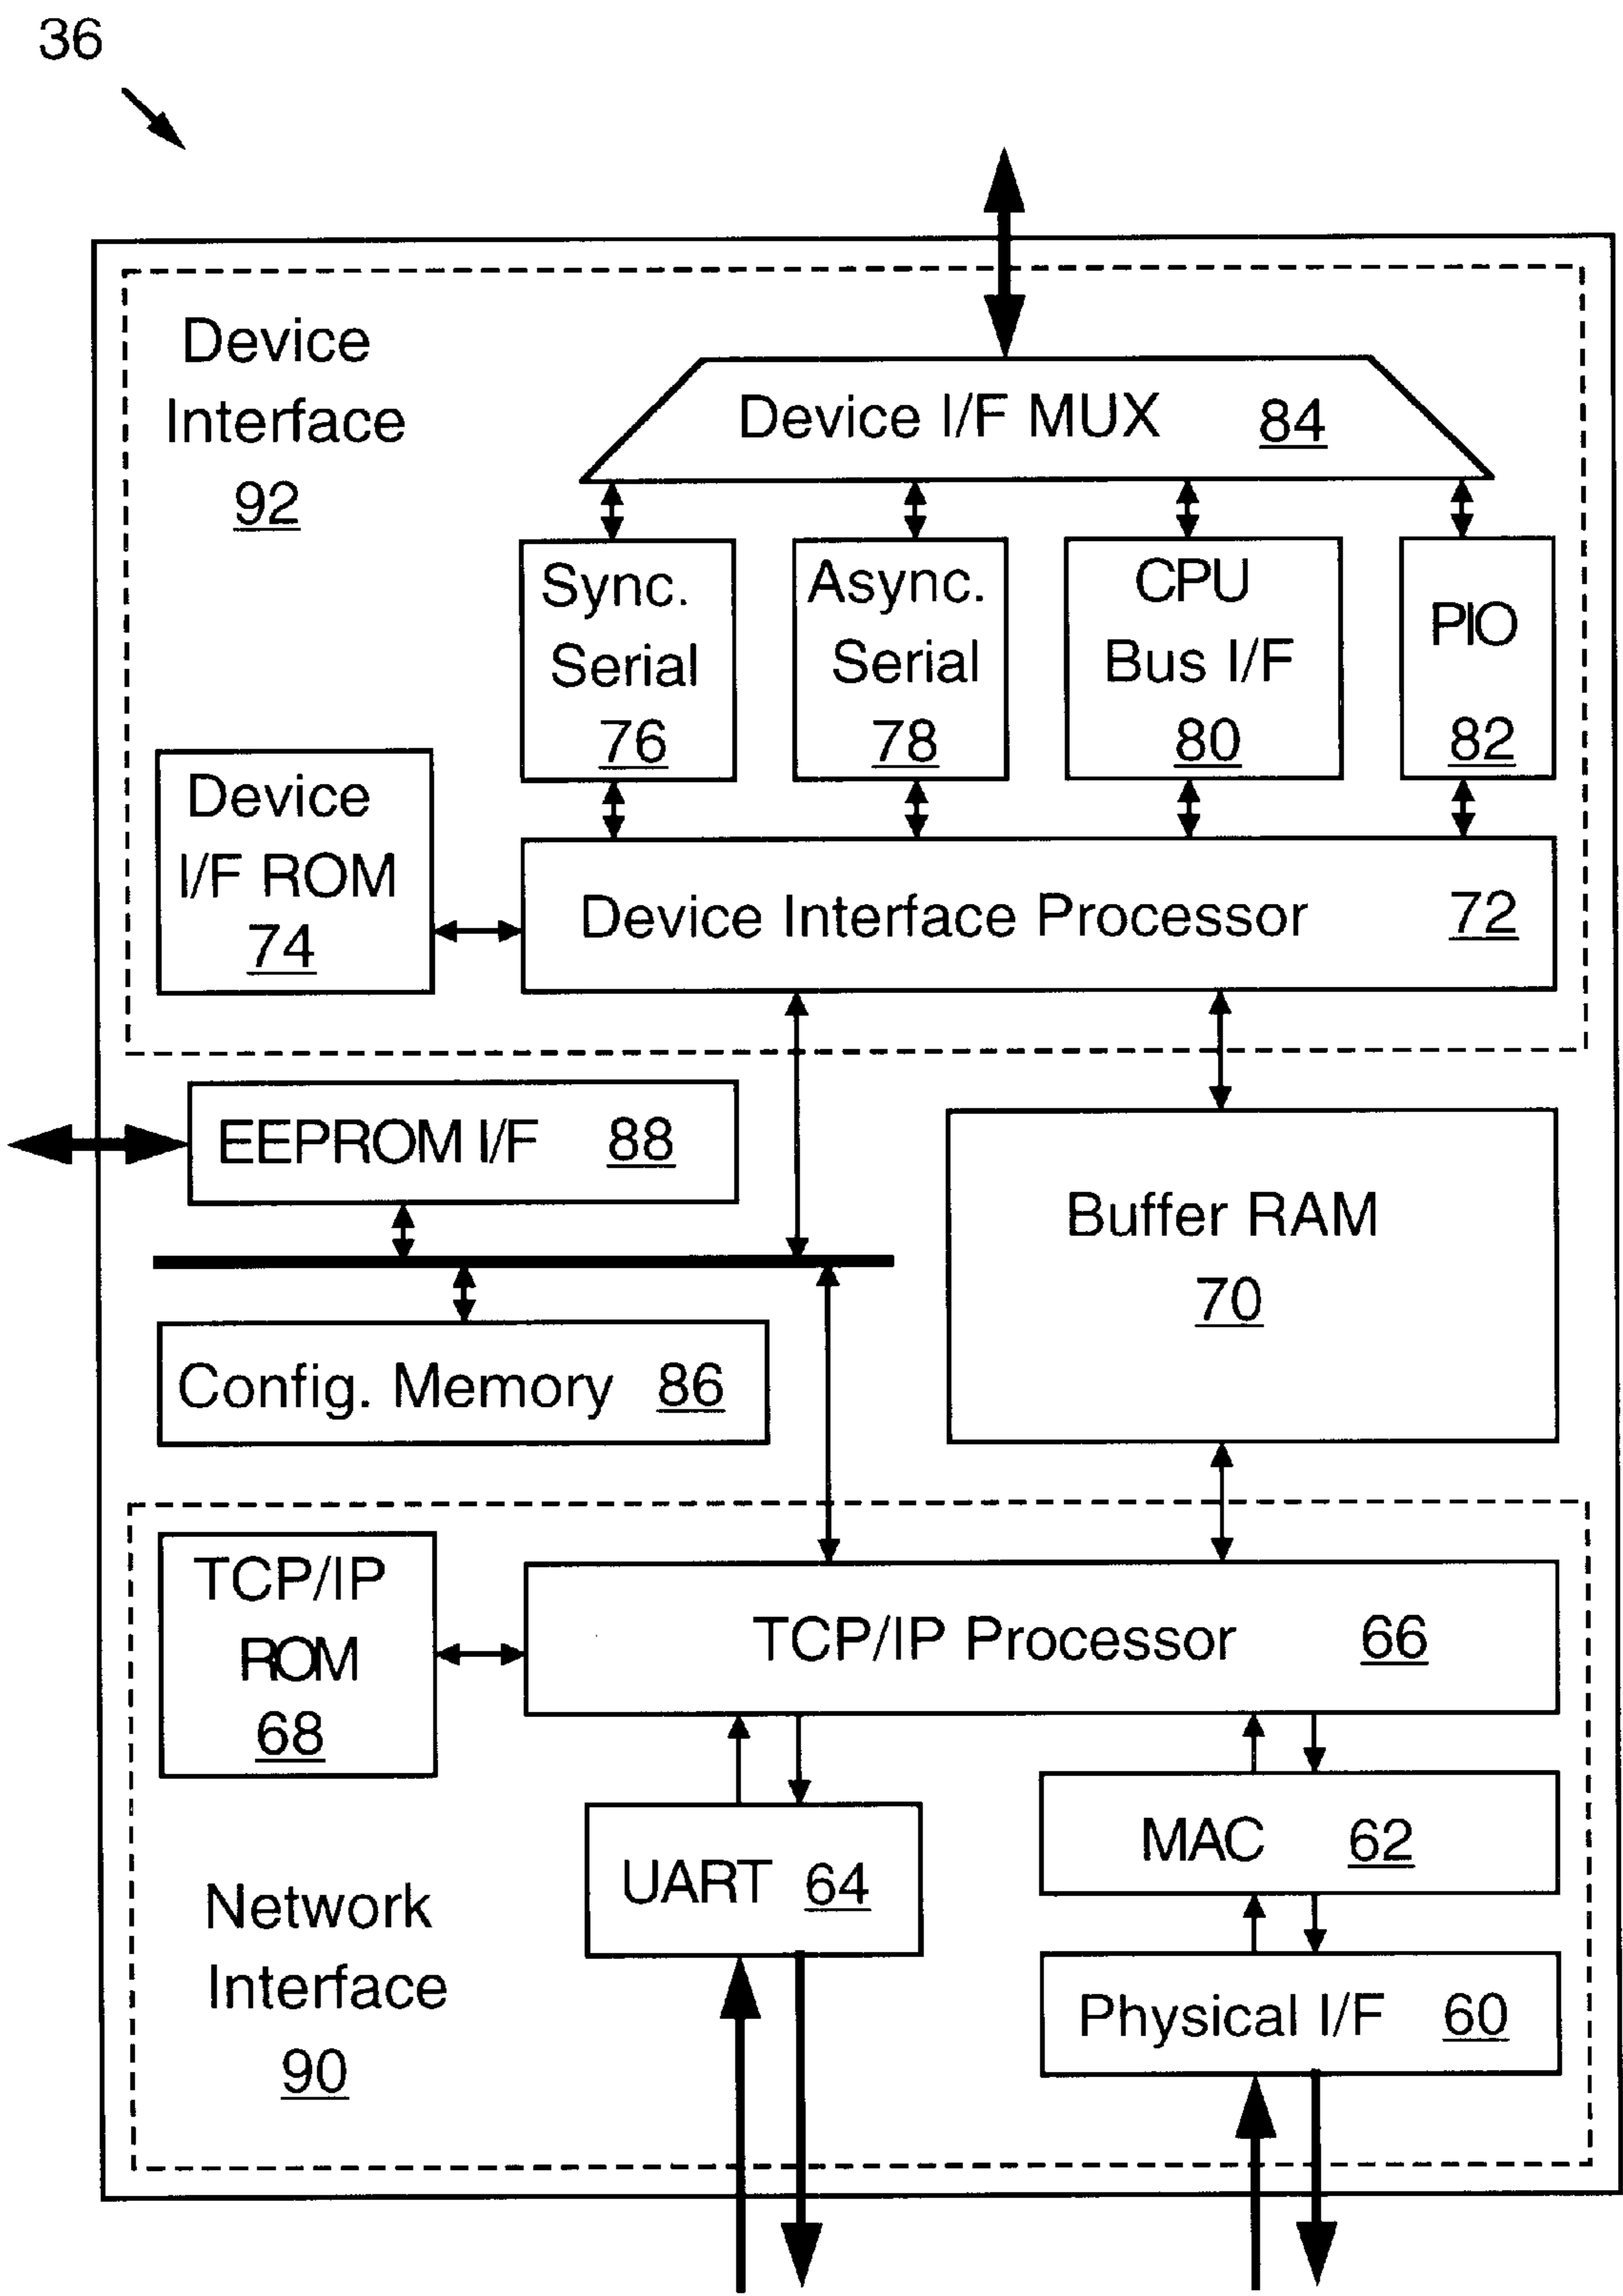 36
Device
Interface
92
Device I/F MUX 84
Sync.
Serial
76
Async.
Serial
78
CPU
Bus I/F
80
PIO
82
Device
I/F ROM
74
Device Interface Processor 72
EEPROM I/F 88
Buffer RAM
70
Config. Memory 86
TCP/IP
ROM
68
TCP/IP Processor 66
UART 64
MAC 62
Physical I/F 60
Network
Interface
90